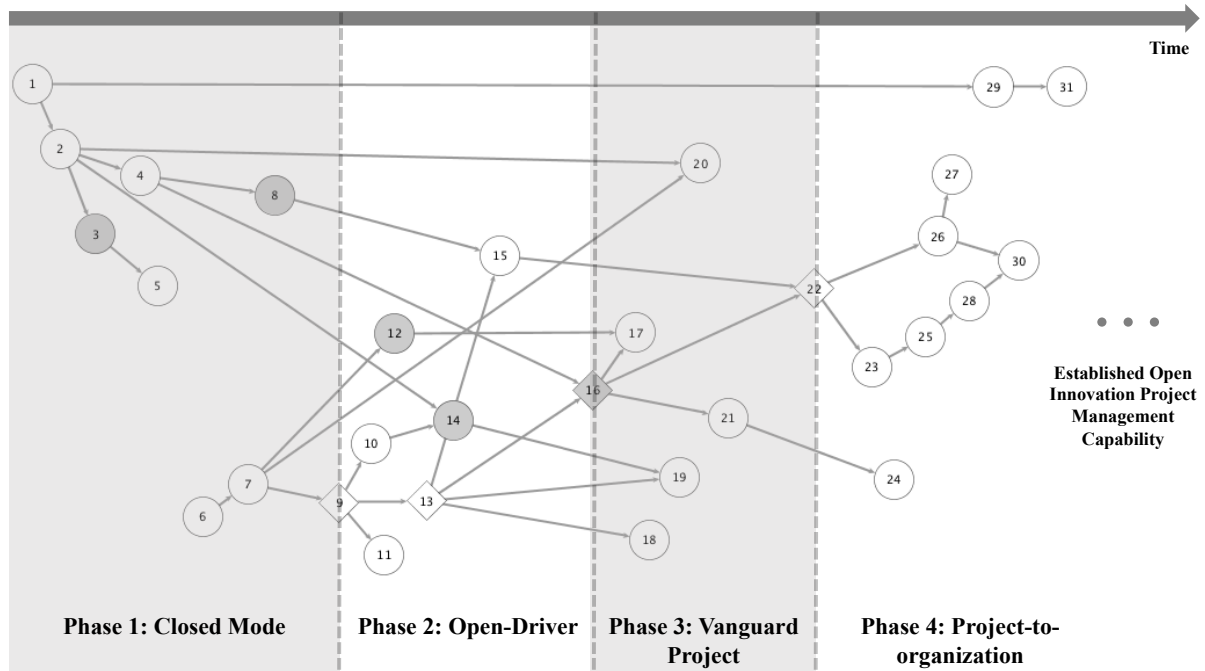 Time
1
29
31
2
4
20
8
27
3
26
15
30
5
22
28
12
17
25
23
16
14
21
10
7
19
24
9
13
6
18
11
Established Open
Innovation Project
Management
Capability
Phase 1: Closed Mode
Phase 2: Open-Driver
Phase 3: Vanguard
Project
Phase 4: Project-to-
organization